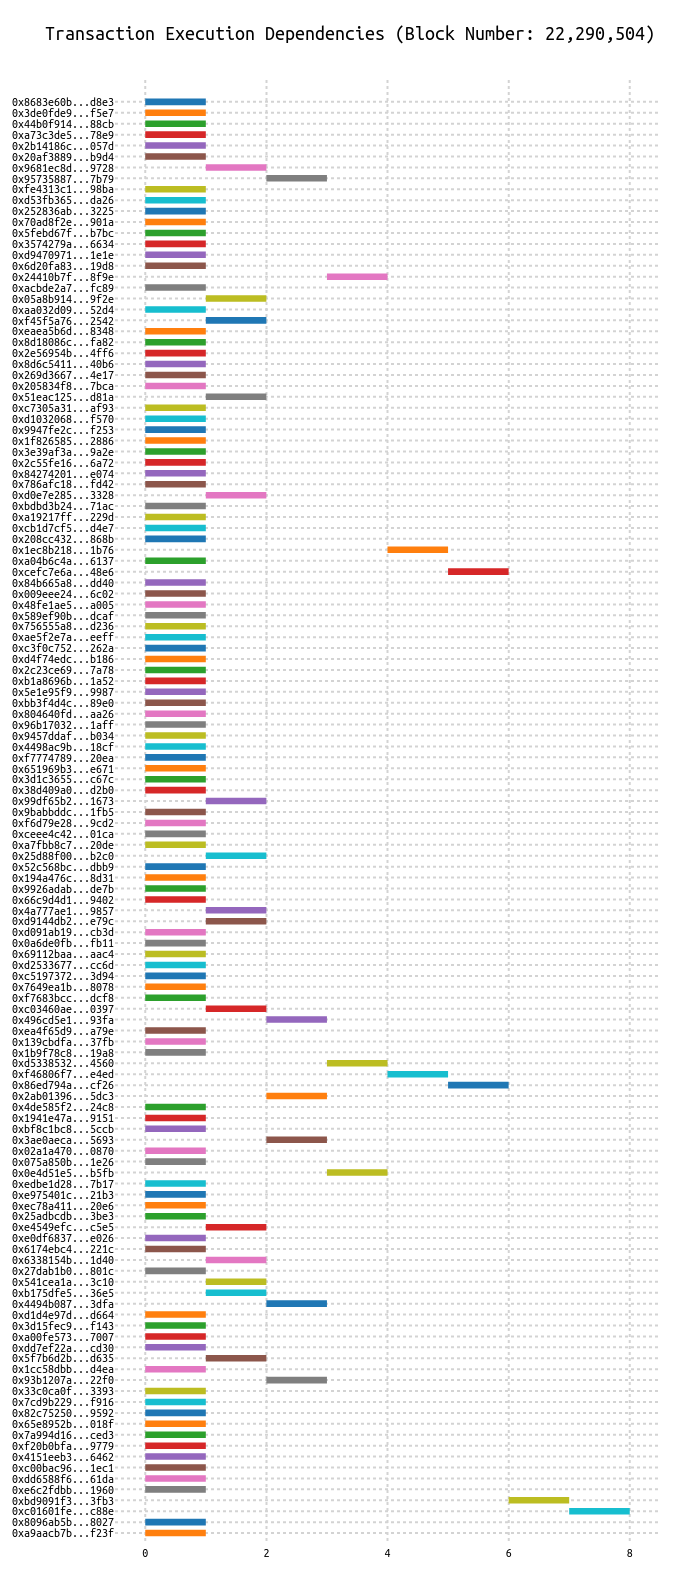 Transaction Execution Dependencies (Block Number: 22,290,504)
0x8683e60b...d8e3
0x3de0fde9...f5e7
0x44b0f914...88cb
0xa73c3de5...78e9
0x2b14186c...057d
0x20af3889...b9d4
0x9681ec8d...9728
0x95735887...7b79
0xfe4313c1...98ba
0xd53fb365...da26
0x252836ab...3225
0x70ad8f2e...901a
0x5febd67f...b7bc
0x3574279a...6634
0xd9470971...1e1e
0x6d20fa83...19d8
0x24410b7f...8f9e
0xacbde2a7...fc89
0x05a8b914...9f2e
0xaa032d09...52d4
0xf45f5a76...2542
0xeaea5b6d...8348
0x8d18086c...fa82
0x2e56954b...4ff6
0x8d6c5411...40b6
0x269d3667...4e17
0x205834f8...7bca
0x51eac125...d81a
0xc7305a31...af93
0xd1032068...f570
0x9947fe2c...f253
0x1f826585...2886
0x3e39af3a...9a2e
0x2c55fe16...6a72
0x84274201...e074
0x786afc18...fd42
0xd0e7e285...3328
0xbdbd3b24...71ac
0xa19217ff...229d
0xcb1d7cf5...d4e7
0x208cc432...868b
0x1ec8b218...1b76
0xa04b6c4a...6137
0xcefc7e6a...48e6
0x84b665a8...dd40
0x009eee24...6c02
0x48fe1ae5...a005
0x589ef90b...dcaf
0x756555a8...d236
0xae5f2e7a...eeff
0xc3f0c752...262a
0xd4f74edc...b186
0x2c23ce69...7a78
0xb1a8696b...1a52
0x5e1e95f9...9987
0xbb3f4d4c...89e0
0x804640fd...aa26
0x96b17032...1aff
0x9457ddaf...b034
0x4498ac9b...18cf
0xf7774789...20ea
0x651969b3...e671
0x3d1c3655...c67c
0x38d409a0...d2b0
0x99df65b2...1673
0x9babbddc...1fb5
0xf6d79e28...9cd2
0xceee4c42...01ca
0xa7fbb8c7...20de
0x25d88f00...b2c0
0x52c568bc...dbb9
0x194a476c...8d31
0x9926adab...de7b
0x66c9d4d1...9402
0x4a777ae1...9857
0xd9144db2...e79c
0xd091ab19...cb3d
0x0a6de0fb...fb11
0x69112baa...aac4
0xd2533677...cc6d
0xc5197372...3d94
0x7649ea1b...8078
0xf7683bcc...dcf8
0xc03460ae...0397
0x496cd5e1...93fa
0xea4f65d9...a79e
0x139cbdfa...37fb
0x1b9f78c8...19a8
0xd5338532...4560
0xf46806f7...e4ed
0x86ed794a...cf26
0x2ab01396...5dc3
0x4de585f2...24c8
0x1941e47a...9151
0xbf8c1bc8...5ccb
0x3ae0aeca...5693
0x02a1a470...0870
0x075a850b...1e26
0x0e4d51e5...b5fb
0xedbe1d28...7b17
0xe975401c...21b3
0xec78a411...20e6
0x25adbcdb...3be3
0xe4549efc...c5e5
0xe0df6837...e026
0x6174ebc4...221c
0x6338154b...1d40
0x27dab1b0...801c
0x541cea1a...3c10
0xb175dfe5...36e5
0x4494b087...3dfa
0xd1d4e97d...d664
0x3d15fec9...f143
0xa00fe573...7007
0xdd7ef22a...cd30
0x5f7b6d2b...d635
0x1cc58dbb...d4ea
0x93b1207a...22f0
0x33c0ca0f...3393
0x7cd9b229...f916
0x82c75250...9592
0x65e8952b...018f
0x7a994d16...ced3
0xf20b0bfa...9779
0x4151eeb3...6462
0xc00bac96...1ec1
0xdd6588f6...61da
0xe6c2fdbb...1960
0xbd9091f3...3fb3
0xc01601fe...c88e
0x8096ab5b...8027
0xa9aacb7b...f23f
0 2 4 6 8